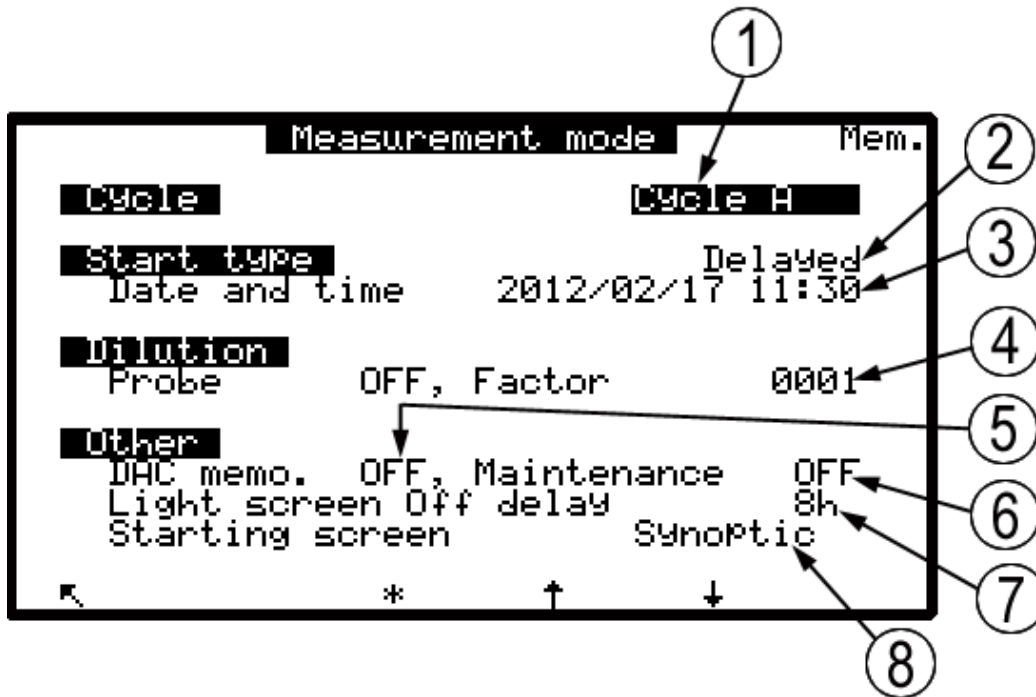 1
Measurement mode Mem.
2
Cycle Cycle A
Start type Delayed
3
Date and time 2012/02/17 11:30
Dilution
4
Probe OFF, Factor 0001
5
Other
DAC memo. OFF, Maintenance OFF
6
Light screen Off delay 8h
Starting screen Synoptic
7
* ↑ ↓
8